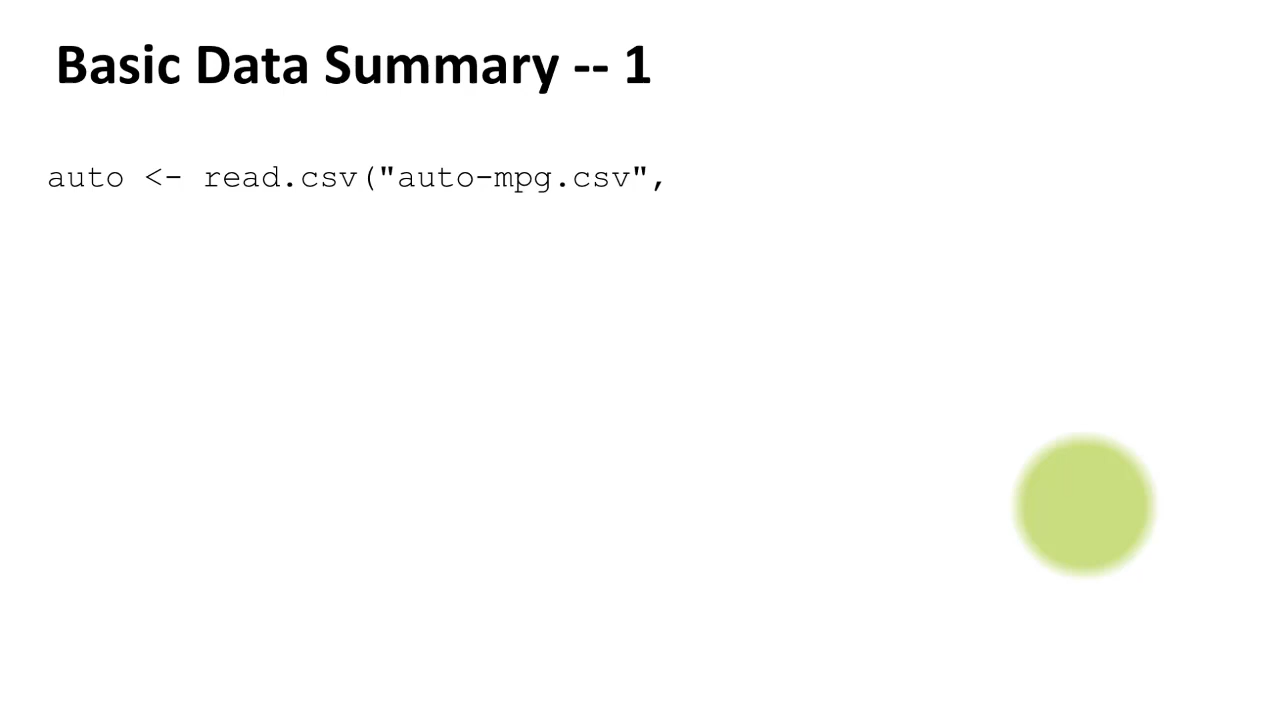 Basic Data Summary -- 1
auto <- read.csv("auto-mpg.csv",